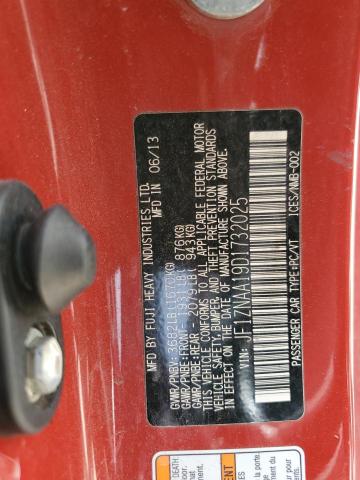 MFD BY FUJI HEAVY INDUSTRIES LTD.
MFD IN 06/13
GVWR/PNBV: 3682LB(1670KG)
GAWR/PNBE:FRONT - 1931LB( 876KG)
GAWR/PNBE:REAR - 2079LB( 943KG)
THIS VEHICLE CONFORMS TO ALL APPLICABLE FEDERAL MOTOR
VEHICLE SAFETY, BUMPER, AND THEFT PREVENTION STANDARDS
IN EFFECT ON THE DATE OF MANUFACTURE SHOWN ABOVE.
VIN: JF1ZNAA19D1732025
PASSENGER CAR TYPE:PC/VT ICES/NMB-002
DEATH